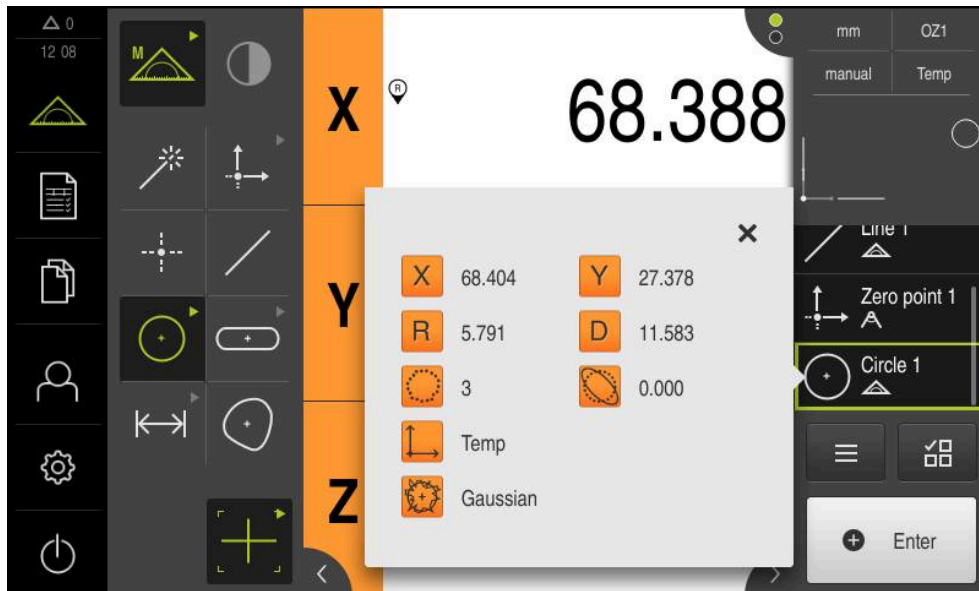 0
12 08
M
X
R
68.388
Y
Z
X 68.404 Y 27.378
R 5.791 D 11.583
3 0.000
Temp
Gaussian
mm OZ1
manual Temp
Line 1
Zero point 1
Circle 1
Enter